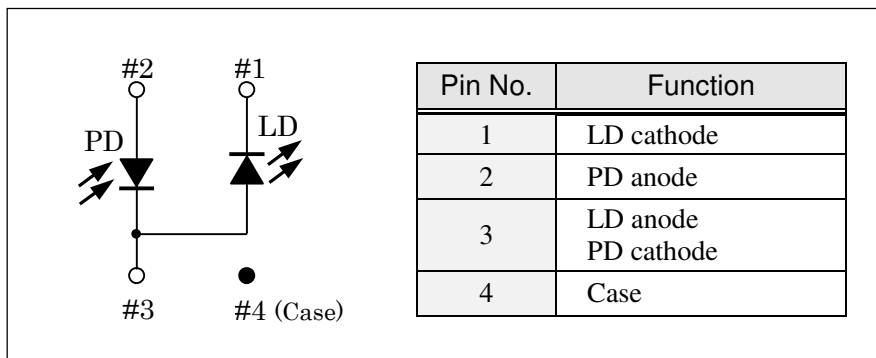 #2
#1
PD
LD
#3
#4 (Case)
Pin No. Function
1 LD cathode
2 PD anode
3 LD anode
PD cathode
4 Case